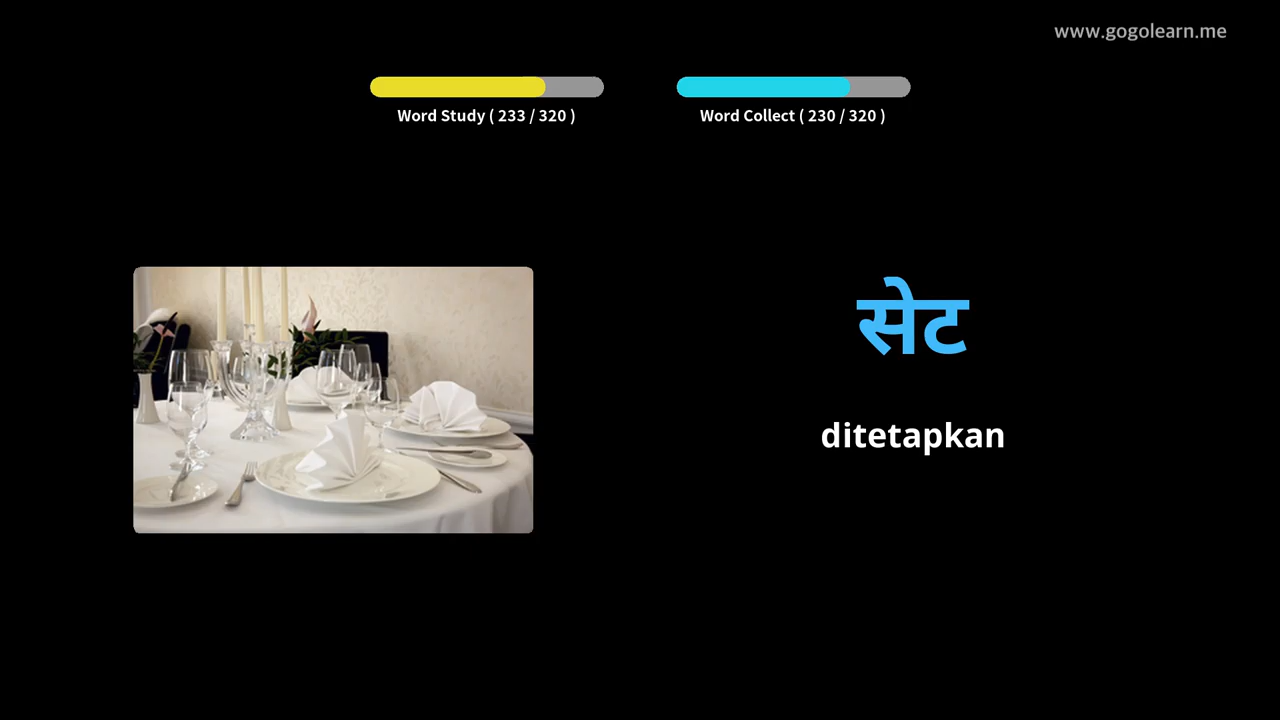 www.gogolearn.me
Word Study ( 233 / 320 )
Word Collect ( 230 / 320 )
सेट
ditetapkan